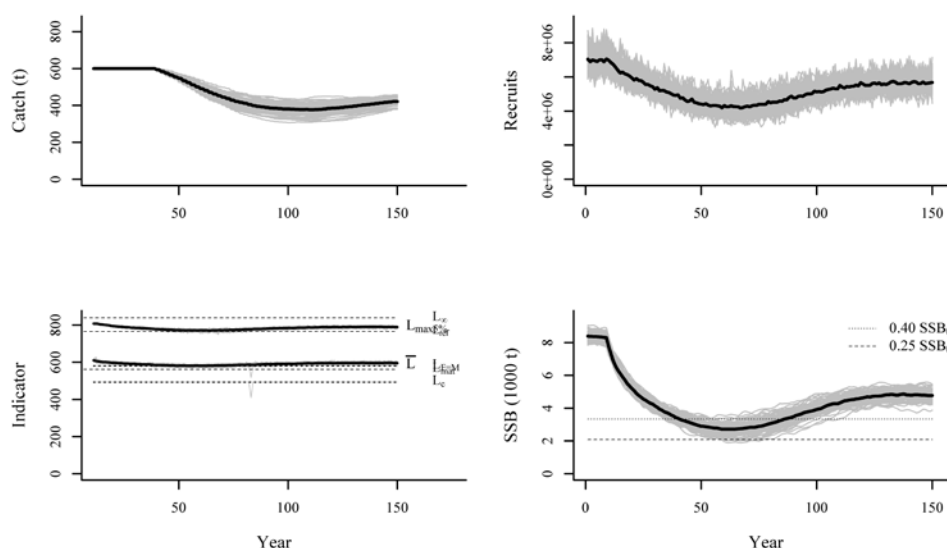 Catch (t)
800
600
400
200
0
50
100
150
Recruits
8e+06
4e+06
0e+00
0
50
100
150
Indicator
800
600
400
200
0
50
100
150
Year
L∞
L
L̅
Lc
SSB (1000 t)
8
6
4
2
0
0
50
100
150
Year
0.40 SSB
0.25 SSB